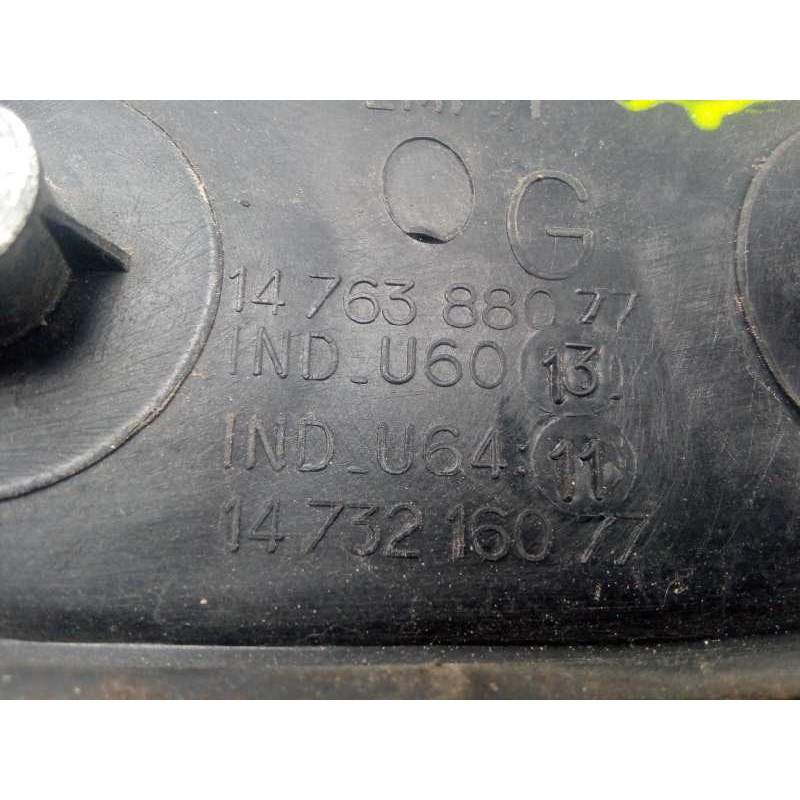 G
14 763 880 77
IND_U60 13
IND_U64: 11
14 732 160 77